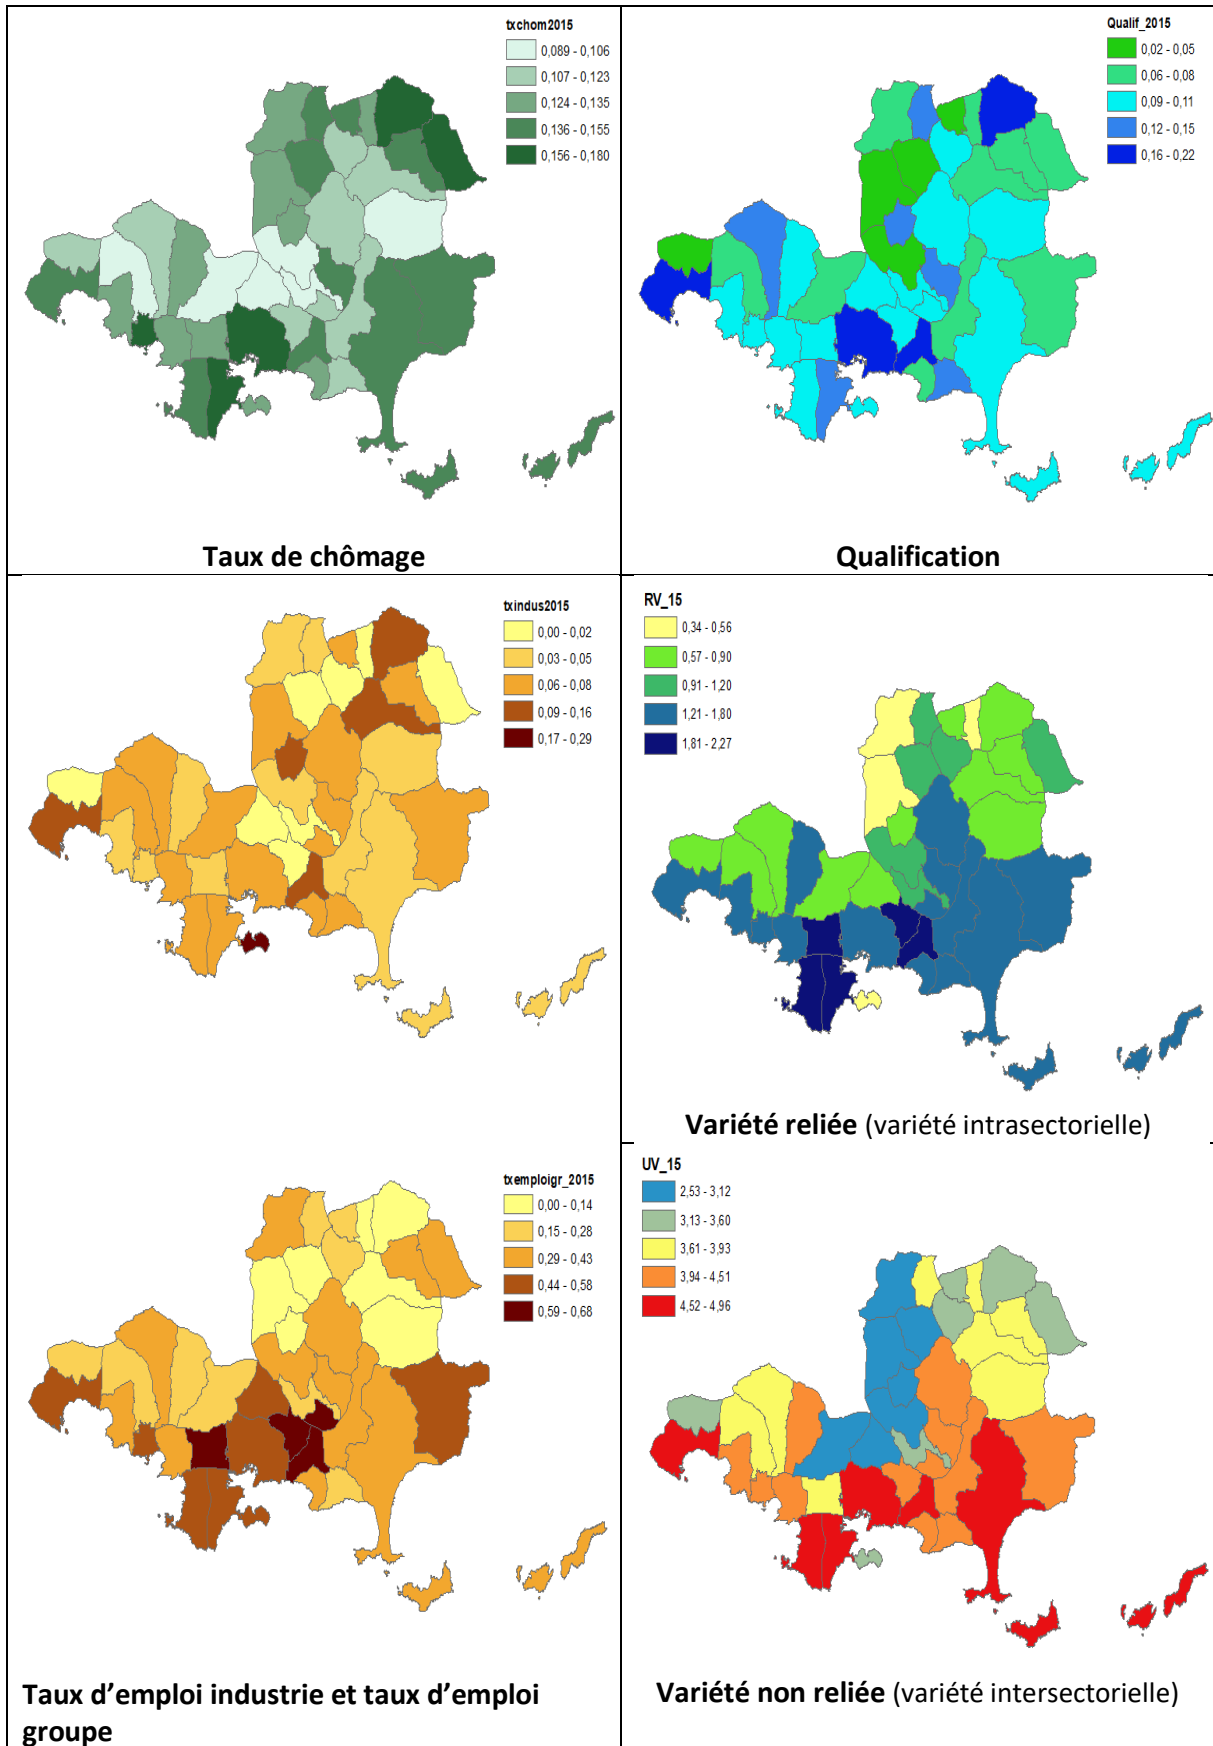 txchom2015
0,089 - 0,106
0,107 - 0,123
0,124 - 0,135
0,136 - 0,155
0,156 - 0,180
Taux de chômage
Qualif_2015
0,02 - 0,05
0,06 - 0,08
0,09 - 0,11
0,12 - 0,15
0,16 - 0,22
Qualification
txindus2015
0,00 - 0,02
0,03 - 0,05
0,06 - 0,08
0,09 - 0,16
0,17 - 0,29
RV_15
0,34 - 0,56
0,57 - 0,90
0,91 - 1,20
1,21 - 1,80
1,81 - 2,27
Variété reliée (variété intrasectorielle)
txemploigr_2015
0,00 - 0,14
0,15 - 0,28
0,29 - 0,43
0,44 - 0,58
0,59 - 0,68
Taux d’emploi industrie et taux d’emploi
groupe
UV_15
2,53 - 3,12
3,13 - 3,60
3,61 - 3,93
3,94 - 4,51
4,52 - 4,96
Variété non reliée (variété intersectorielle)